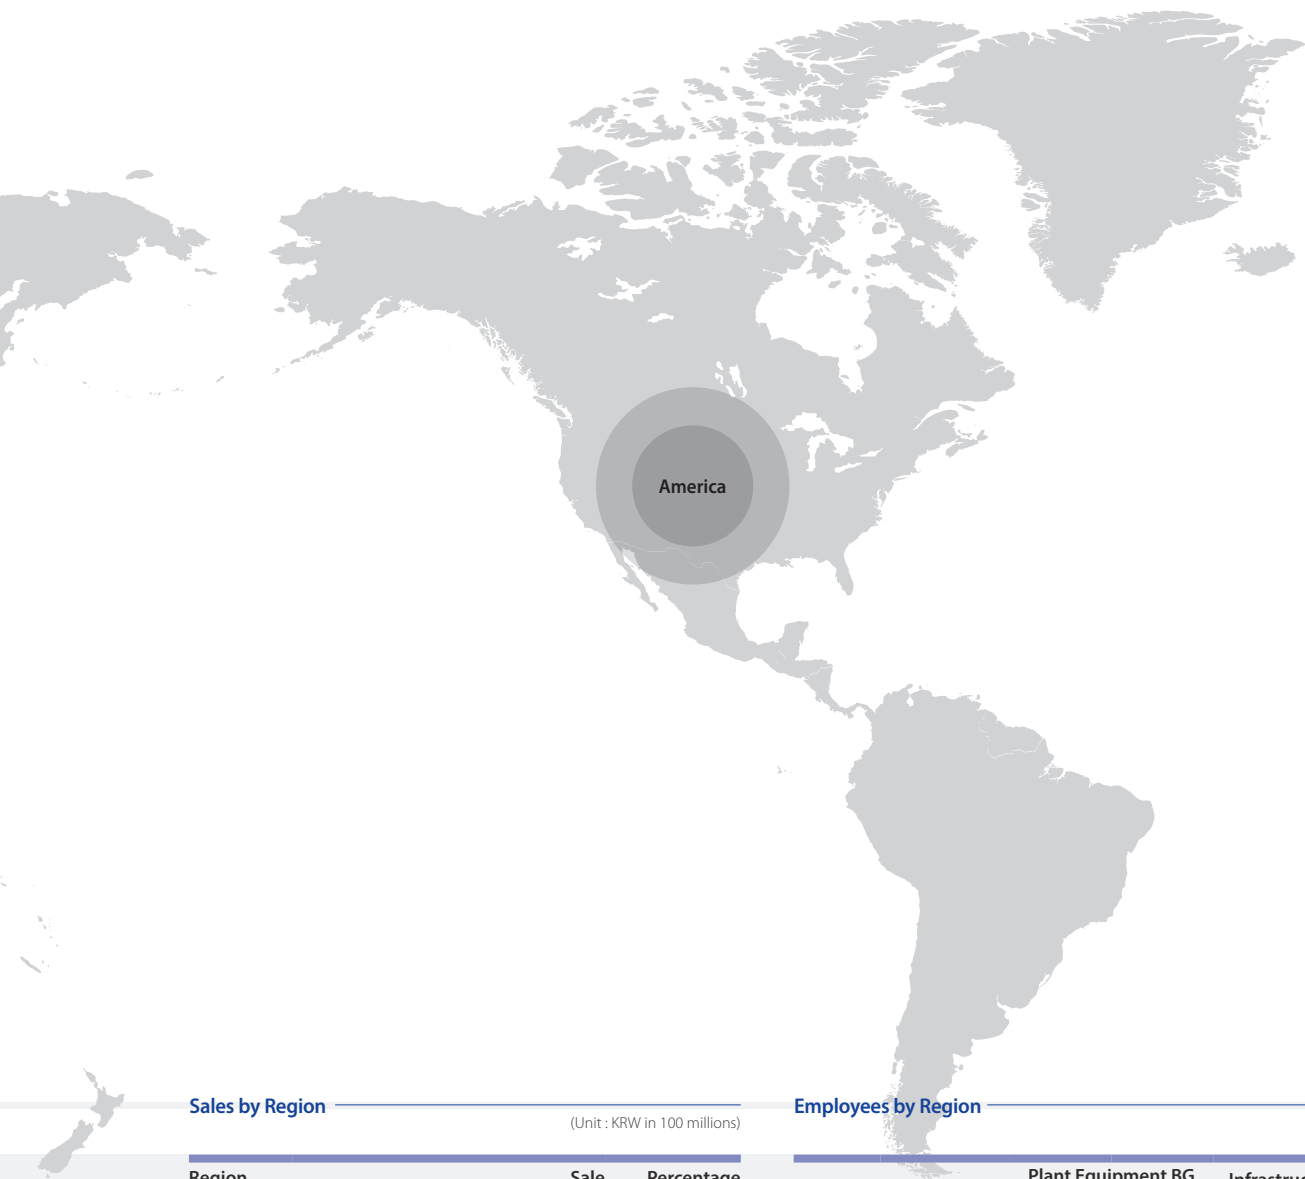 America
Sales by Region
(Unit : KRW in 100 millions)
Region Sale Percentage
Employees by Region
Plant Equipment BG